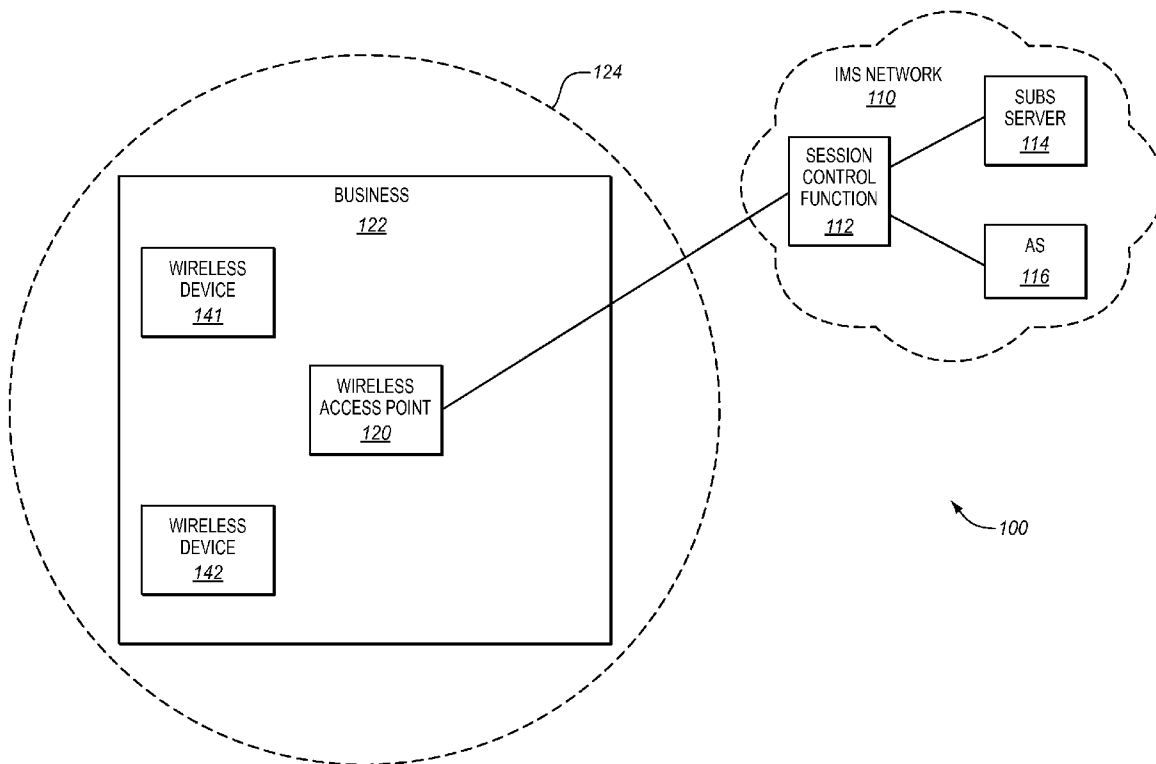 124
IMS NETWORK
110
SUBS
SERVER
114
SESSION
CONTROL
FUNCTION
112
AS
116
BUSINESS
122
WIRELESS
DEVICE
141
WIRELESS
ACCESS POINT
120
WIRELESS
DEVICE
142
100